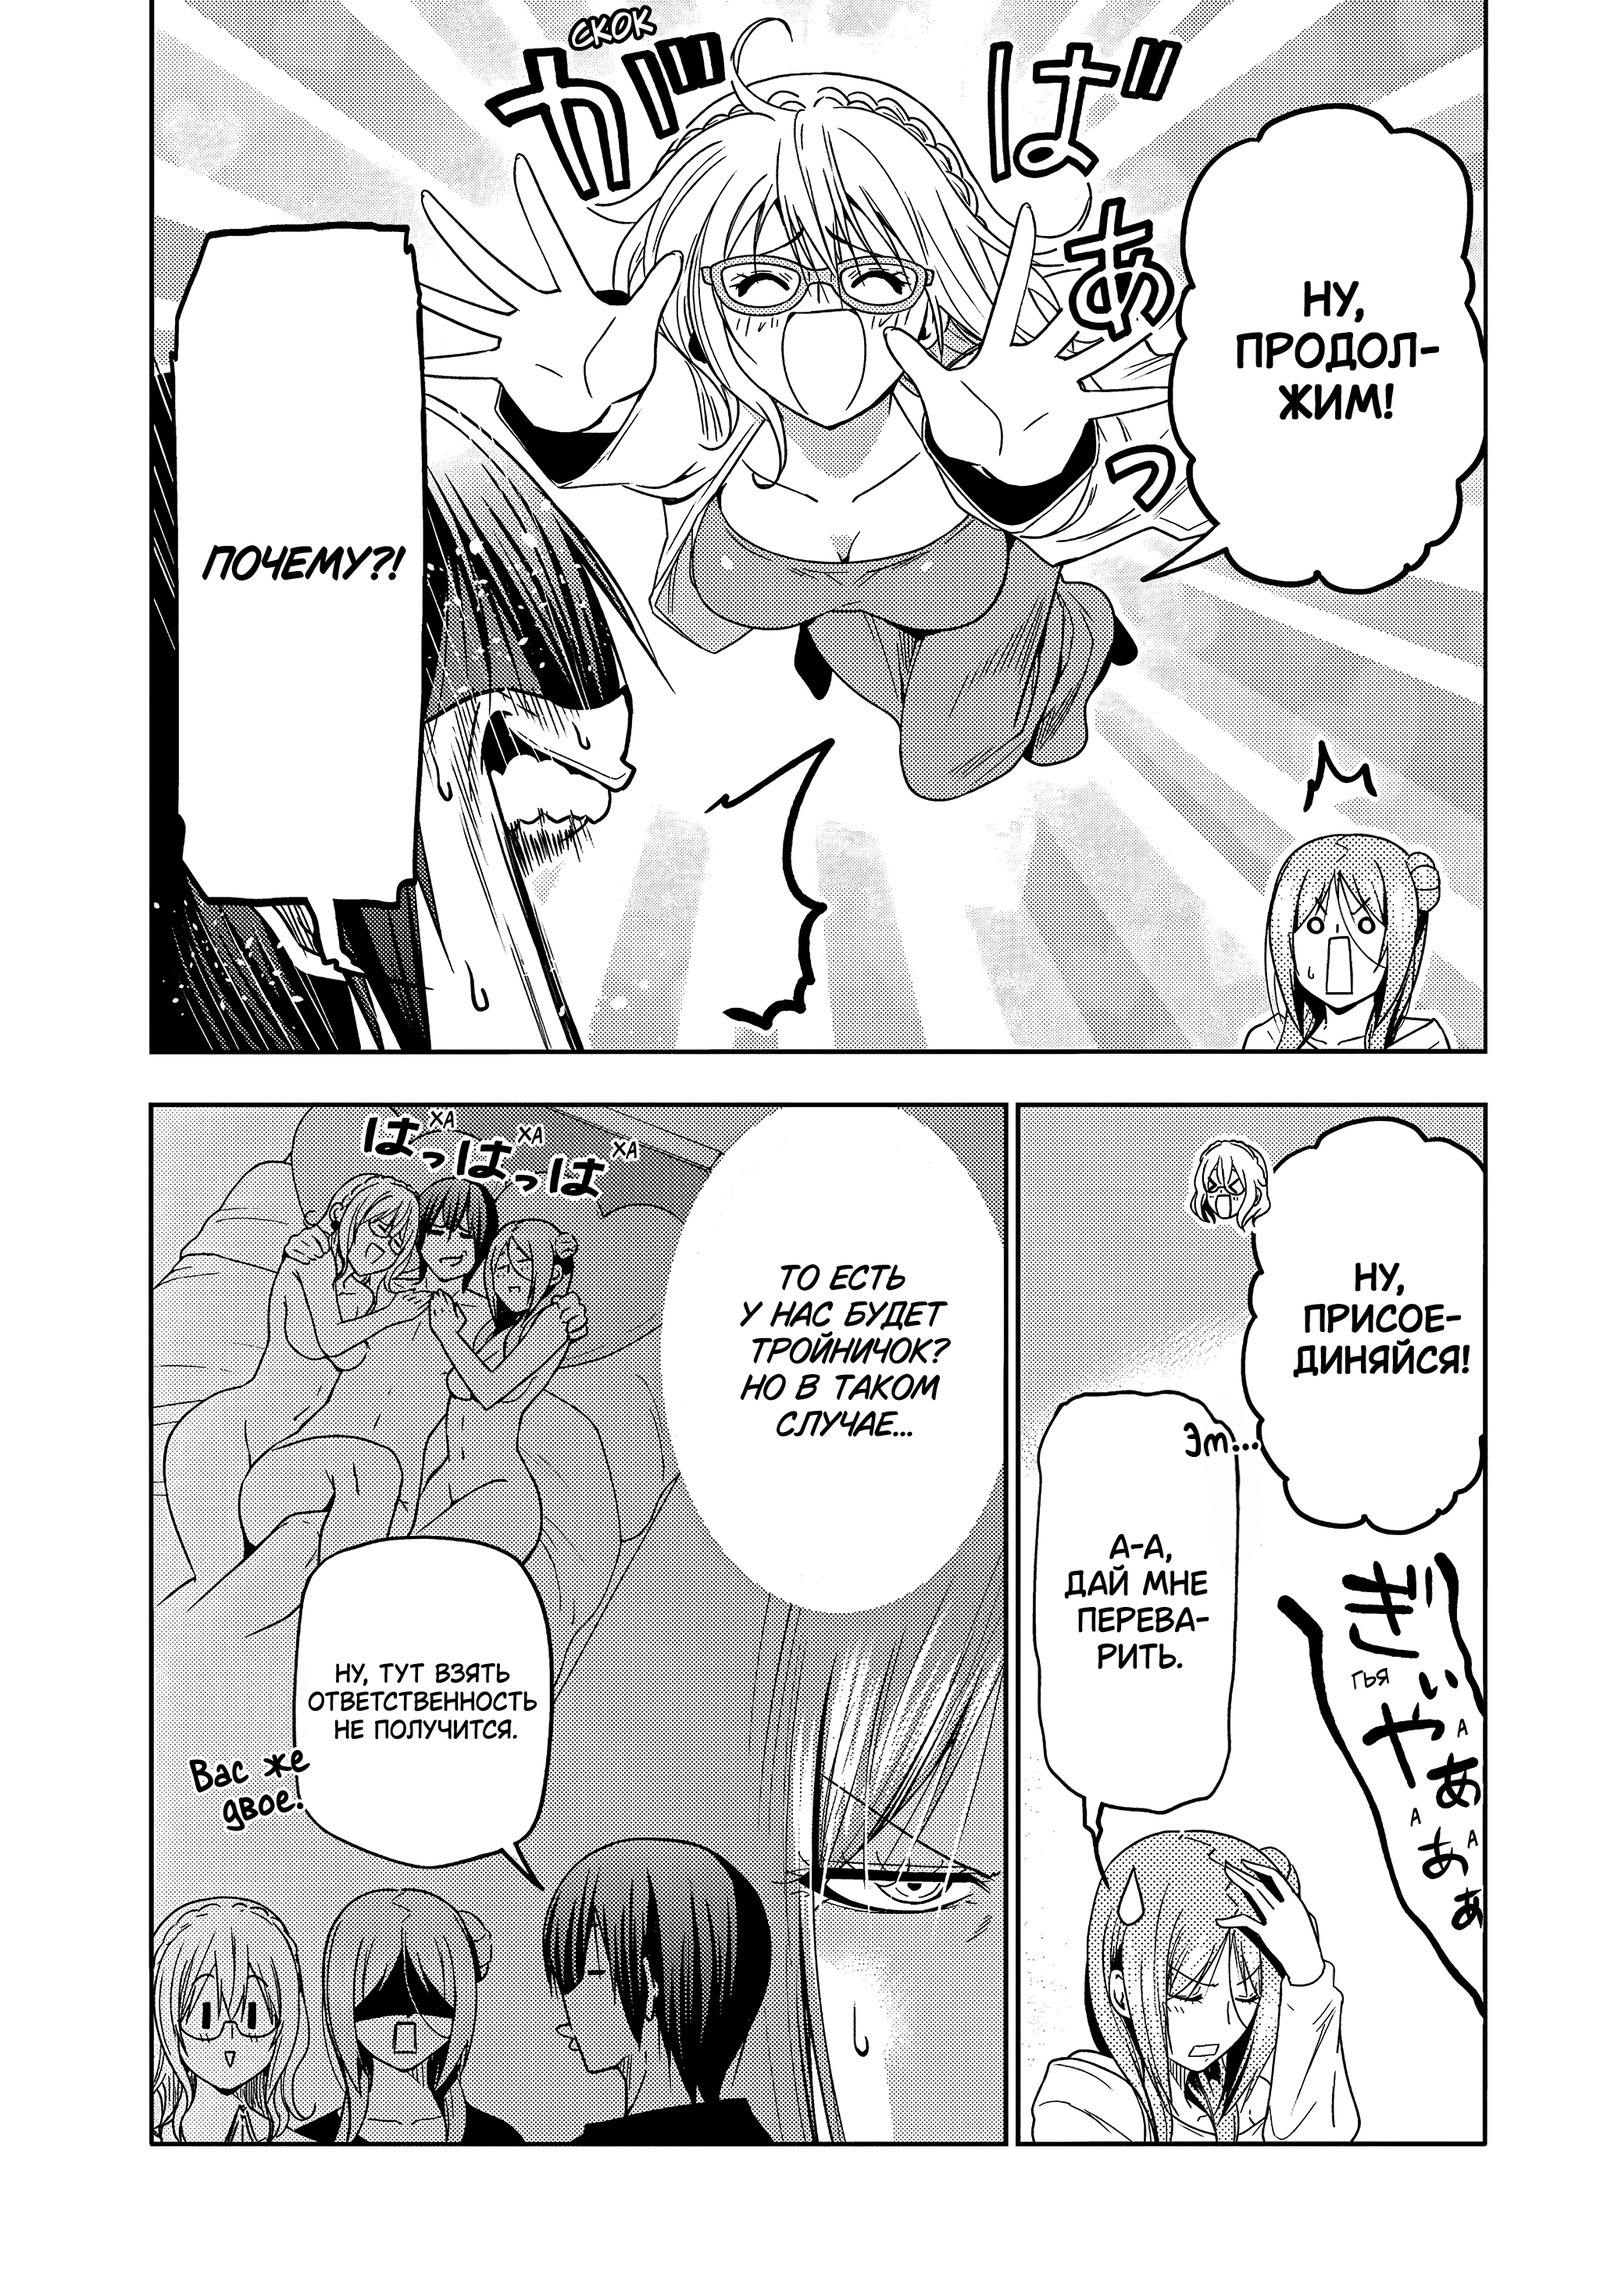 СКОК
がばあっ
НУ,
ПРОДОЛ-
ЖИМ!
ПОЧЕМУ?!
НУ,
ПРИСОЕ-
ДИНЯЙСЯ!
Эм...
А-А,
ДАЙ МНЕ
ПЕРЕВА-
РИТЬ.
ぎぃやああぁ
ГЬЯ
А
А
А
ТО ЕСТЬ
У НАС БУДЕТ
ТРОЙНИЧОК?
НО В ТАКОМ
СЛУЧАЕ...
はっはっは
ХА
ХА
ХА
НУ, ТУТ ВЗЯТЬ
ОТВЕТСТВЕННОСТЬ
НЕ ПОЛУЧИТСЯ.
Вас же
двое.